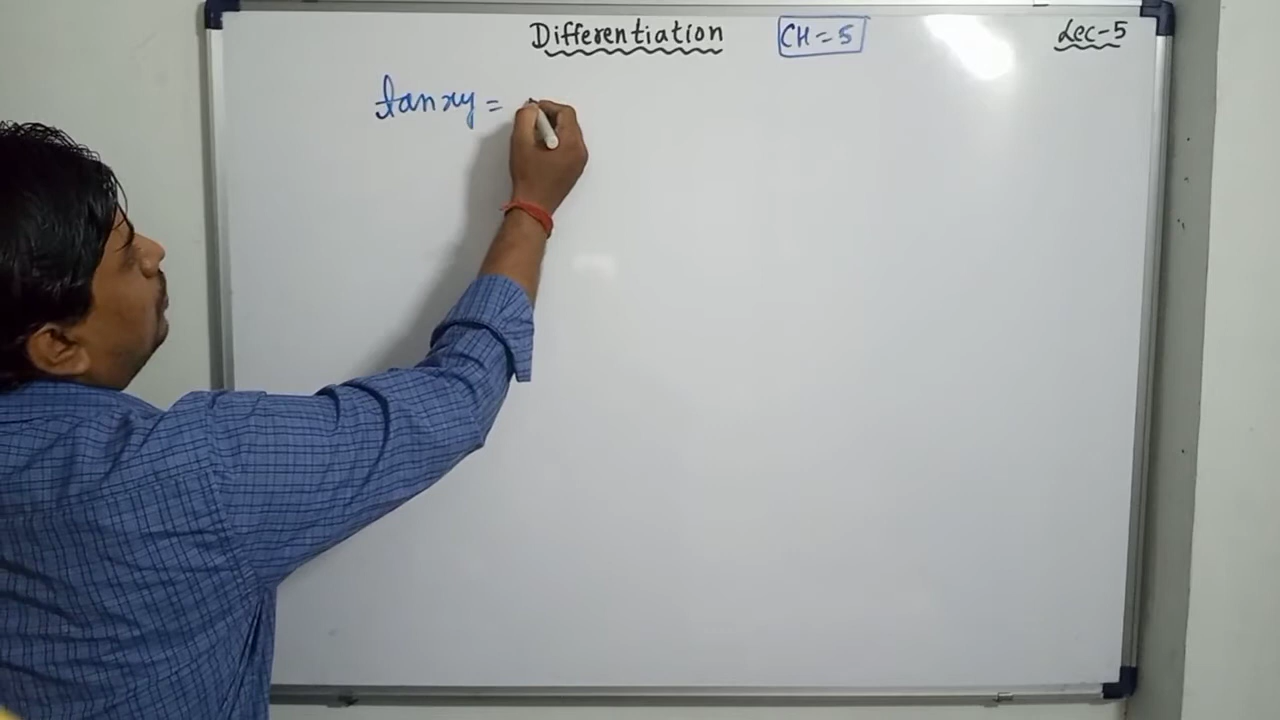 Differentiation CH = 5 Lec-5
tan xy =